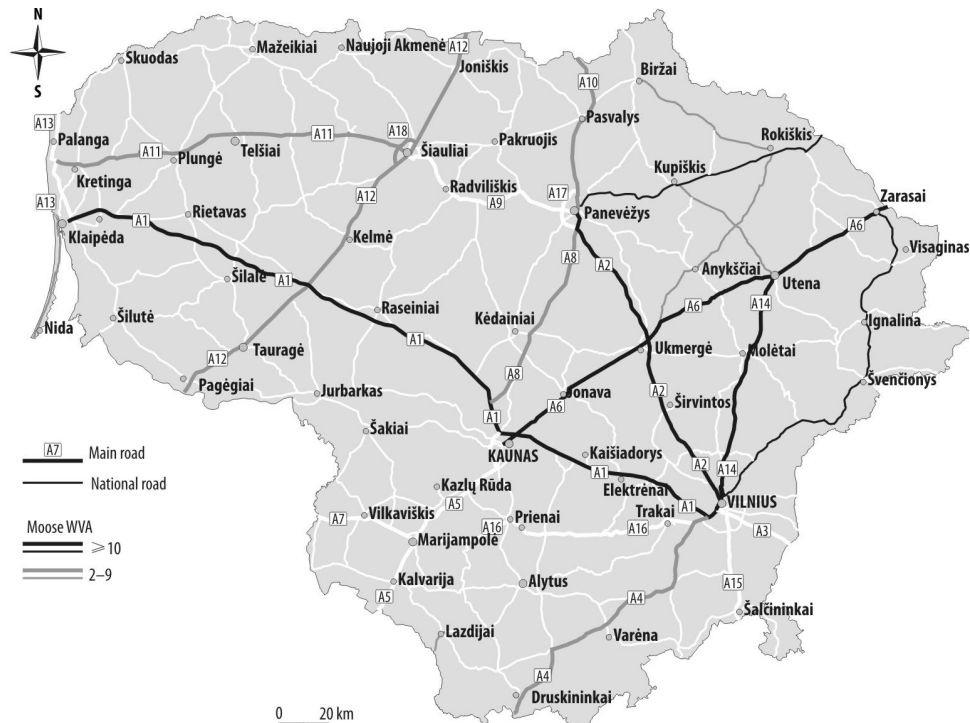 N
S
A12
Naujoji Akmenė
Mažeikiai
Skuodas
Joniškis
A10
Biržai
A13
Palanga
A11
A18
Pasvalys
Pakruojis
Rokiškis
A11
Plungė
Telšiai
Šiauliai
Kretinga
Kupiškis
Radviliškis
A17
A13
A1
Rietavas
A12
A9
Panevėžys
Zarasai
A6
Klaipėda
Kelmė
Visaginas
A8
A2
Anykščiai
Šilalė
A1
Utena
Raseiniai
A6
A14
Nida
Šilutė
A1
Kėdainiai
Ignalina
Tauragė
Ukmergė
Molėtai
A12
Pagėgiai
A8
Švenčionys
Jurbarkas
Jonava
A6
A2
Širvintos
A1
Šakiai
A7
Main road
KAUNAS
Kaišiadorys
A2
A14
National road
A1
Elektrėnai
Kazlų Rūda
A5
A1
VILNIUS
Moose WVA
A7
Vilkaviškis
Prienai
Trakai
A16
A16
A3
⩾10
Marijampolė
2–9
Kalvarija
Alytus
A15
A5
A4
Šalčininkai
Lazdijai
Varėna
A4
Druskininkai
0 20 km